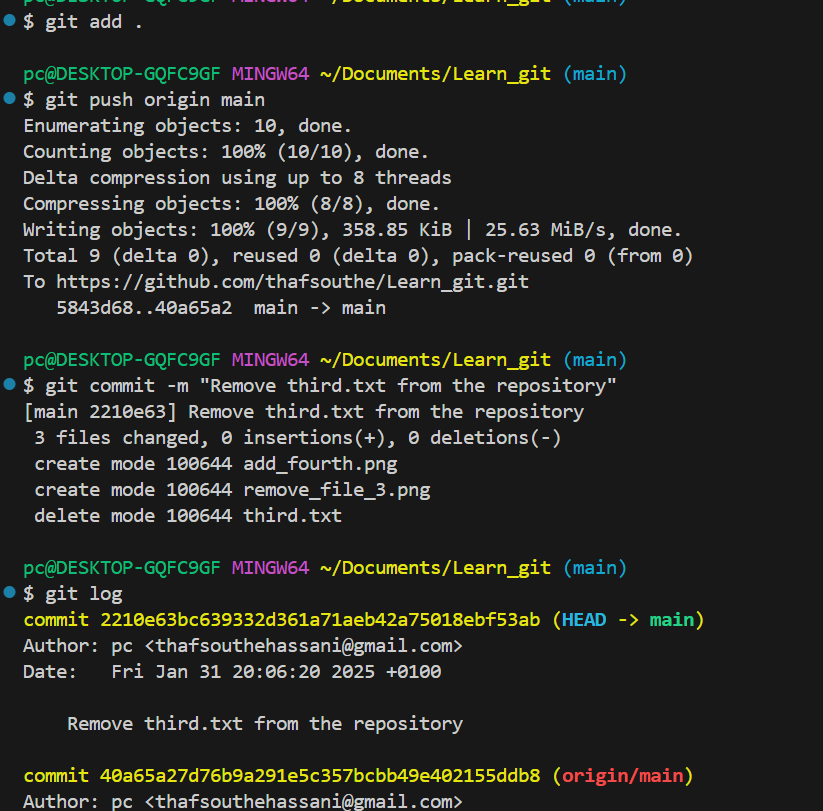 pc@DESKTOP-GQFC9GF MINGW64 ~/Documents/Learn_git (main)
$ git add .
pc@DESKTOP-GQFC9GF MINGW64 ~/Documents/Learn_git (main)
$ git push origin main
Enumerating objects: 10, done.
Counting objects: 100% (10/10), done.
Delta compression using up to 8 threads
Compressing objects: 100% (8/8), done.
Writing objects: 100% (9/9), 358.85 KiB | 25.63 MiB/s, done.
Total 9 (delta 0), reused 0 (delta 0), pack-reused 0 (from 0)
To https://github.com/thafsouthe/Learn_git.git
   5843d68..40a65a2  main -> main
pc@DESKTOP-GQFC9GF MINGW64 ~/Documents/Learn_git (main)
$ git commit -m "Remove third.txt from the repository"
[main 2210e63] Remove third.txt from the repository
 3 files changed, 0 insertions(+), 0 deletions(-)
 create mode 100644 add_fourth.png
 create mode 100644 remove_file_3.png
 delete mode 100644 third.txt
pc@DESKTOP-GQFC9GF MINGW64 ~/Documents/Learn_git (main)
$ git log
commit 2210e63bc639332d361a71aeb42a75018ebf53ab (HEAD -> main)
Author: pc <thafsouthehassani@gmail.com>
Date:   Fri Jan 31 20:06:20 2025 +0100
    Remove third.txt from the repository
commit 40a65a27d76b9a291e5c357bcbb49e402155ddb8 (origin/main)
Author: pc <thafsouthehassani@gmail.com>